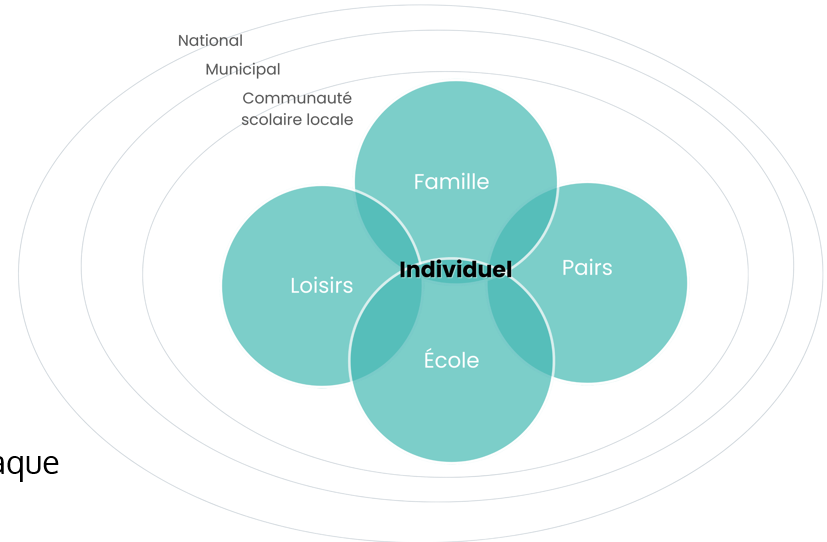 National
Municipal
Communauté
scolaire locale
Famille
Individuel
Pairs
Loisirs
École
aque